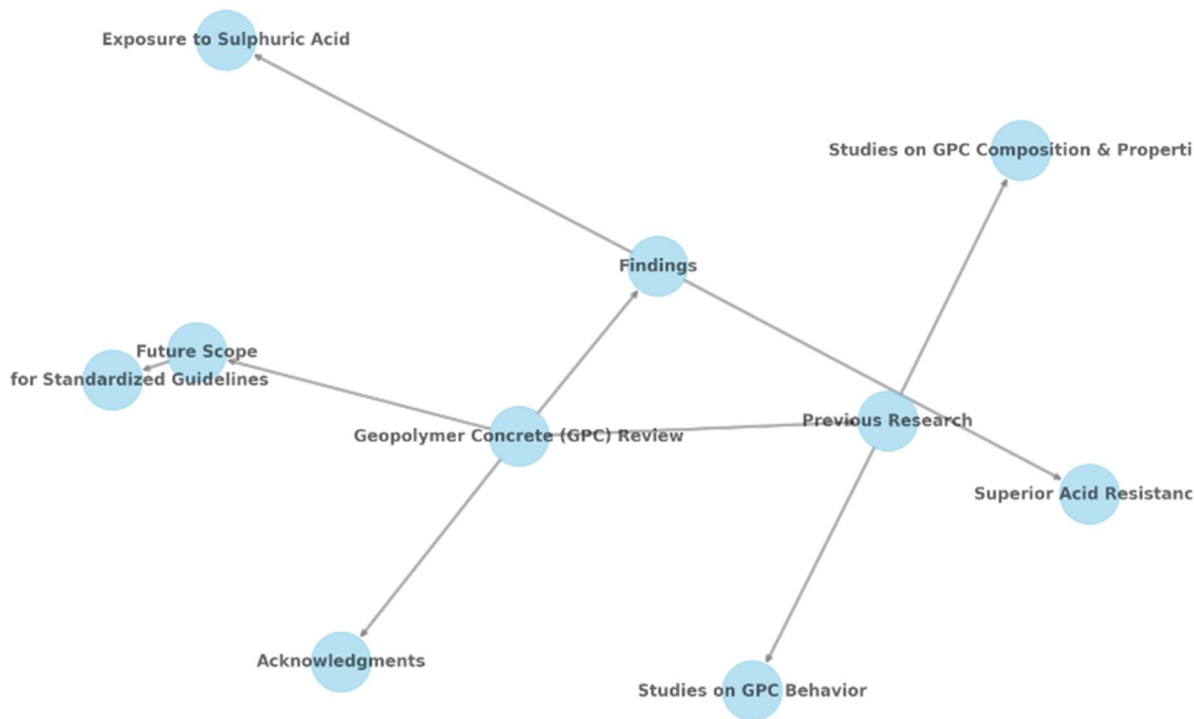 Exposure to Sulphuric Acid
Studies on GPC Composition & Properti
Findings
Future Scope
for Standardized Guidelines
Previous Research
Geopolymer Concrete (GPC) Review
Superior Acid Resistanc
Acknowledgments
Studies on GPC Behavior